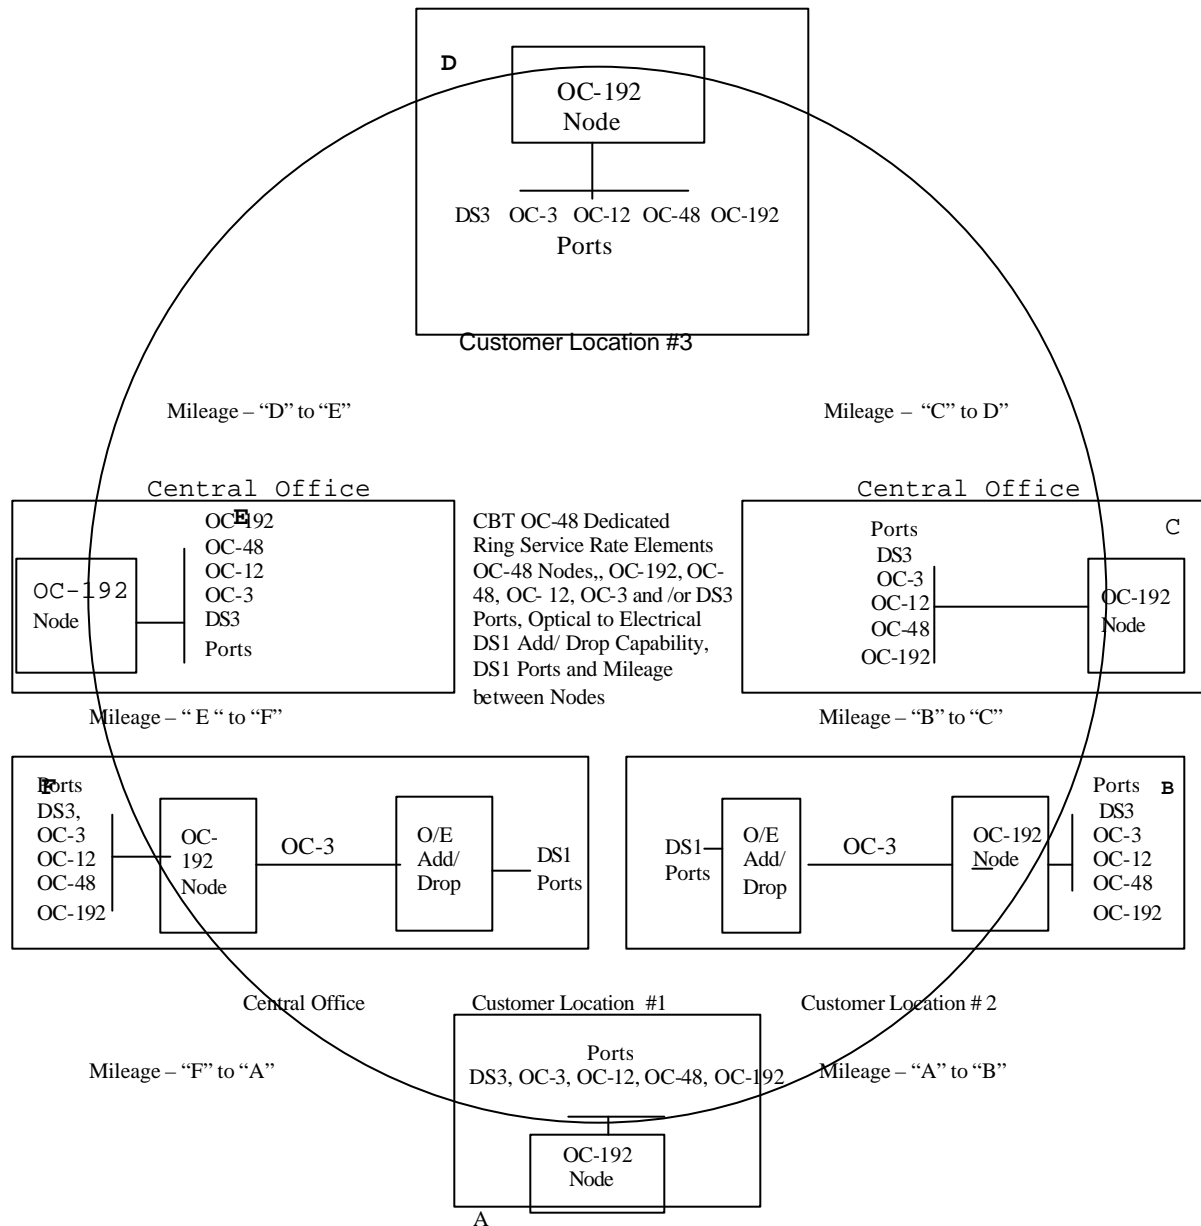 D
OC-192
Node
DS3 OC-3 OC-12 OC-48 OC-192
Ports
Customer Location #3
Mileage – “D” to “E”
Mileage – “C” to D”
Central Office
E
OC-192
OC-48
OC-12
OC-3
DS3
Ports
OC-192
Node
CBT OC-48 Dedicated
Ring Service Rate Elements
OC-48 Nodes,, OC-192, OC-
48, OC- 12, OC-3 and /or DS3
Ports, Optical to Electrical
DS1 Add/ Drop Capability,
DS1 Ports and Mileage
between Nodes
Central Office
C
Ports
DS3
OC-3
OC-12
OC-48
OC-192
OC-192
Node
Mileage – “ E “ to “F”
Mileage – “B” to “C”
F
Ports
DS3,
OC-3
OC-12
OC-48
OC-192
OC-
192
Node
OC-3
O/E
Add/
Drop
DS1
Ports
DS1
Ports
O/E
Add/
Drop
OC-3
OC-192
Node
Ports
DS3
OC-3
OC-12
OC-48
OC-192
B
Central Office
Customer Location #1
Customer Location # 2
Mileage – “F” to “A”
Ports
DS3, OC-3, OC-12, OC-48, OC-192
Mileage – “A” to “B”
OC-192
Node
A